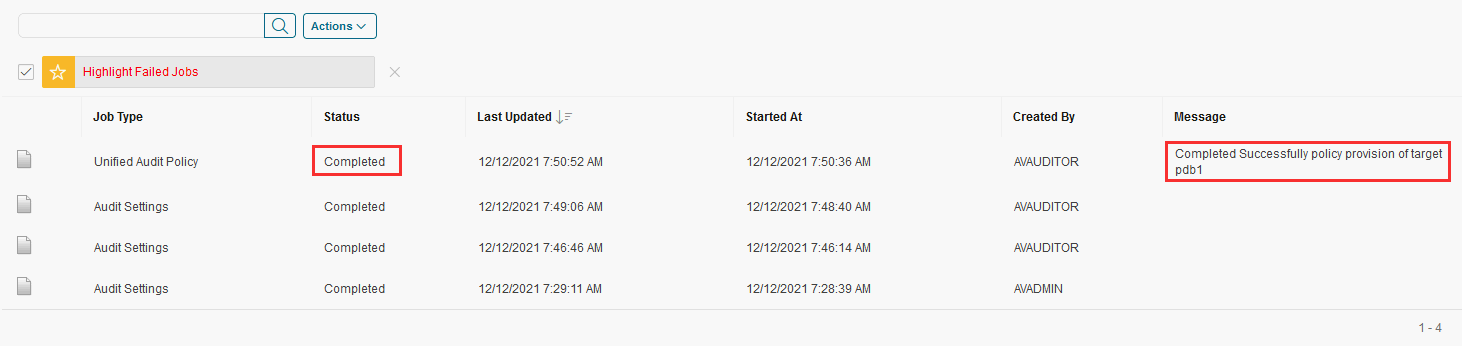 Actions
Highlight Failed Jobs
Job Type Status Last Updated Started At Created By Message
Unified Audit Policy Completed 12/12/2021 7:50:52 AM 12/12/2021 7:50:36 AM AVAUDITOR Completed Successfully policy provision of target
pdb1
Audit Settings Completed 12/12/2021 7:49:06 AM 12/12/2021 7:48:40 AM AVAUDITOR
Audit Settings Completed 12/12/2021 7:46:46 AM 12/12/2021 7:46:14 AM AVAUDITOR
Audit Settings Completed 12/12/2021 7:29:11 AM 12/12/2021 7:28:39 AM AVADMIN
1 - 4